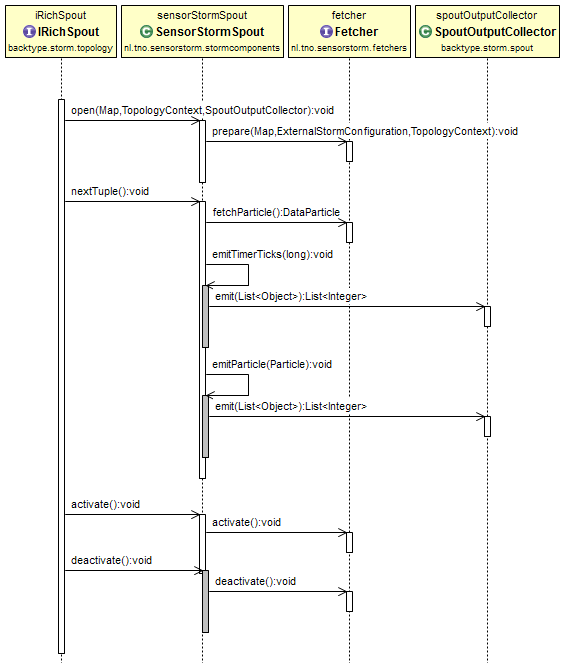 iRichSpout
IRichSpout
backtype.storm.topology
sensorStormSpout
SensorStormSpout
nl.tno.sensorstorm.stormcomponents
fetcher
Fetcher
nl.tno.sensorstorm.fetchers
spoutOutputCollector
SpoutOutputCollector
backtype.storm.spout
open(Map,TopologyContext,SpoutOutputCollector):void
prepare(Map,ExternalStormConfiguration,TopologyContext):void
nextTuple():void
fetchParticle():DataParticle
emitTimerTicks(long):void
emit(List<Object>):List<Integer>
emitParticle(Particle):void
emit(List<Object>):List<Integer>
activate():void
activate():void
deactivate():void
deactivate():void